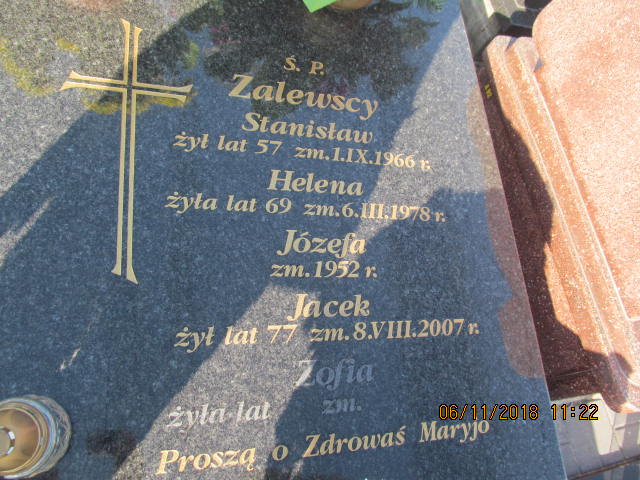 Ś. P.
Zalewscy
Stanisław
żył lat 57 zm.1.IX.1966 r.
Helena
żyła lat 69 zm.6.III.1978 r.
Józefa
zm.1952 r.
Jacek
żył lat 77 zm.8.VIII.2007 r.
Zofia
żyła lat zm.
Proszą o Zdrowaś Maryjo
06/11/2018 11:22